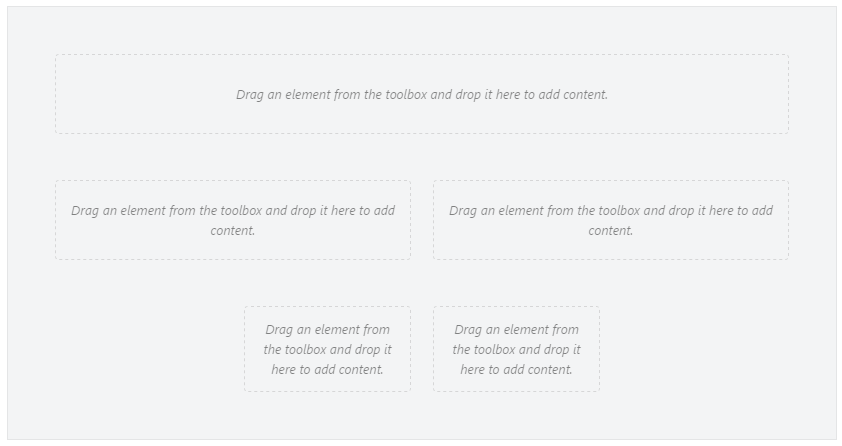 Drag an element from the toolbox and drop it here to add content.
Drag an element from the toolbox and drop it here to add
content.
Drag an element from the toolbox and drop it here to add
content.
Drag an element from
the toolbox and drop it
here to add content.
Drag an element from
the toolbox and drop it
here to add content.